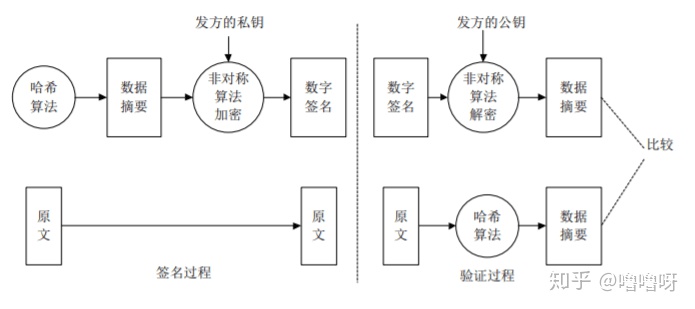 发方的私钥
发方的公钥
哈希
算法
数据
摘要
非对称
算法
加密
数字
签名
数字
签名
非对称
算法
解密
数据
摘要
比较
原
文
原
文
原
文
哈希
算法
数据
摘要
签名过程
验证过程
知乎 @噜噜呀